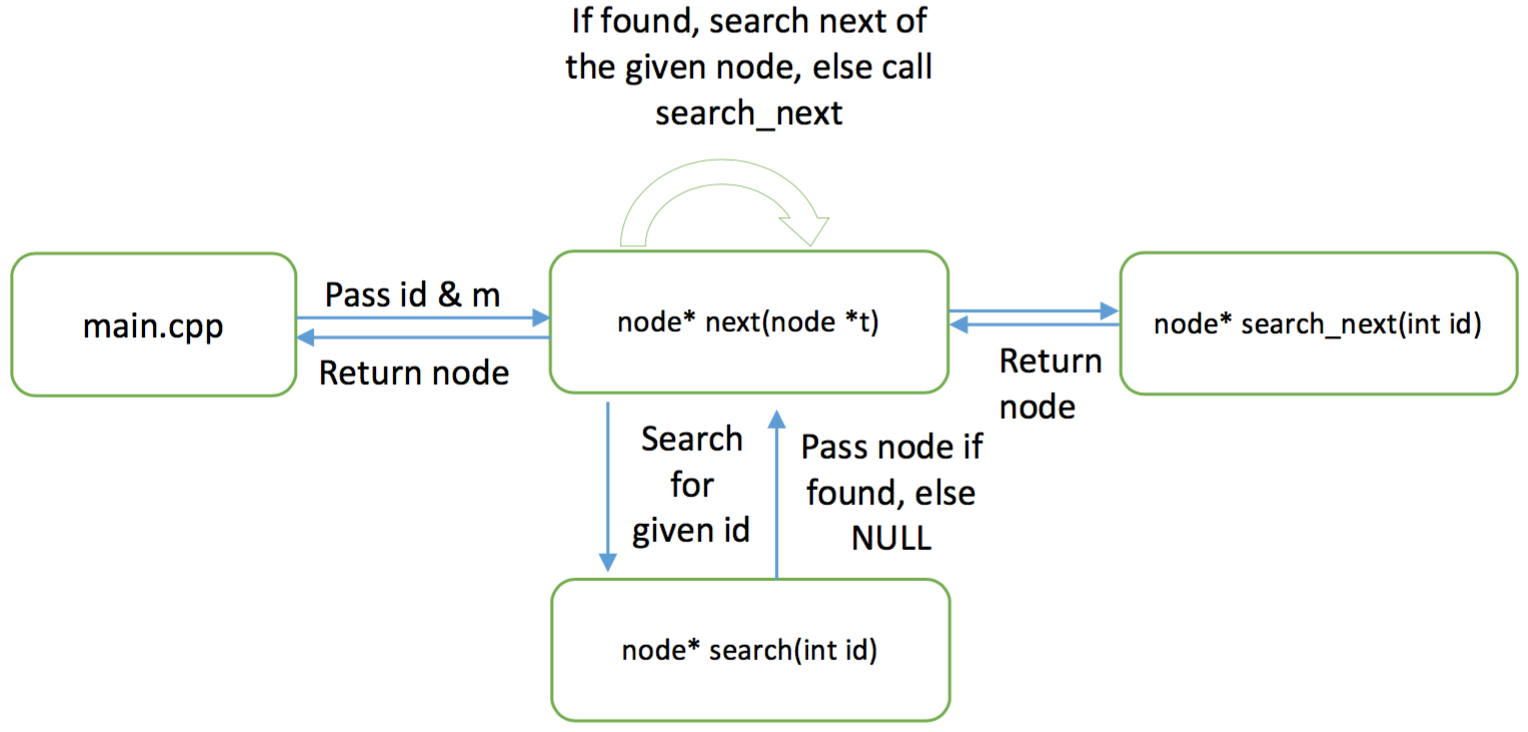 If found, search next of
the given node, else call
search_next
main.cpp
Pass id & m
Return node
node* next(node *t)
Return
node
node* search_next(int id)
Search
for
given id
Pass node if
found, else
NULL
node* search(int id)